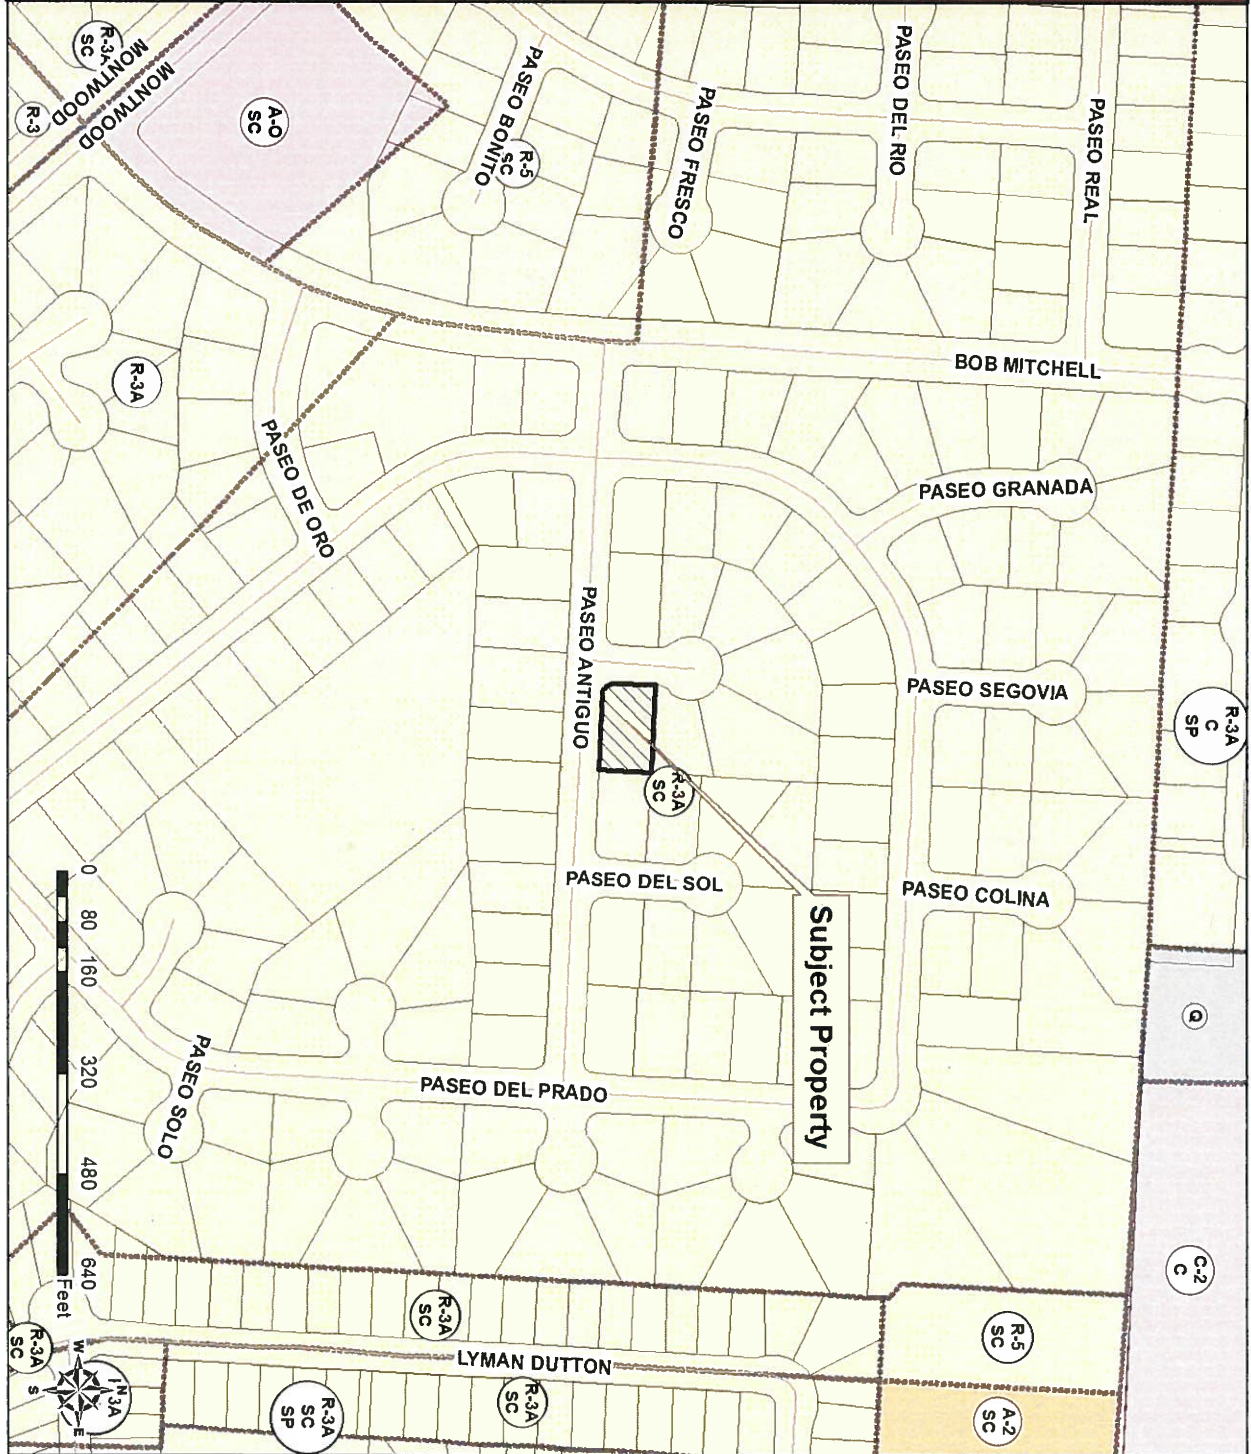 R-3A
SC
MONTWOOD
MONTWOOD
R-3
A-O
SC
PASEO BONITO
R-5
SC
PASEO FRESCO
PASEO DEL RIO
PASEO REAL
BOB MITCHELL
R-3A
PASEO DE ORO
PASEO GRANADA
PASEO ANTIGUO
PASEO SEGOVIA
R-3A
C
SP
R-3A
SC
PASEO DEL SOL
PASEO COLINA
Subject Property
Q
PASEO DEL PRADO
PASEO SOLO
C-2
C
R-3A
SC
R-5
SC
LYMAN DUTTON
R-3A
SC
R-3A
SC
SP
A-2
SC
R-3A
SC
0 80 160 320 480 640
Feet
W
N
S
E